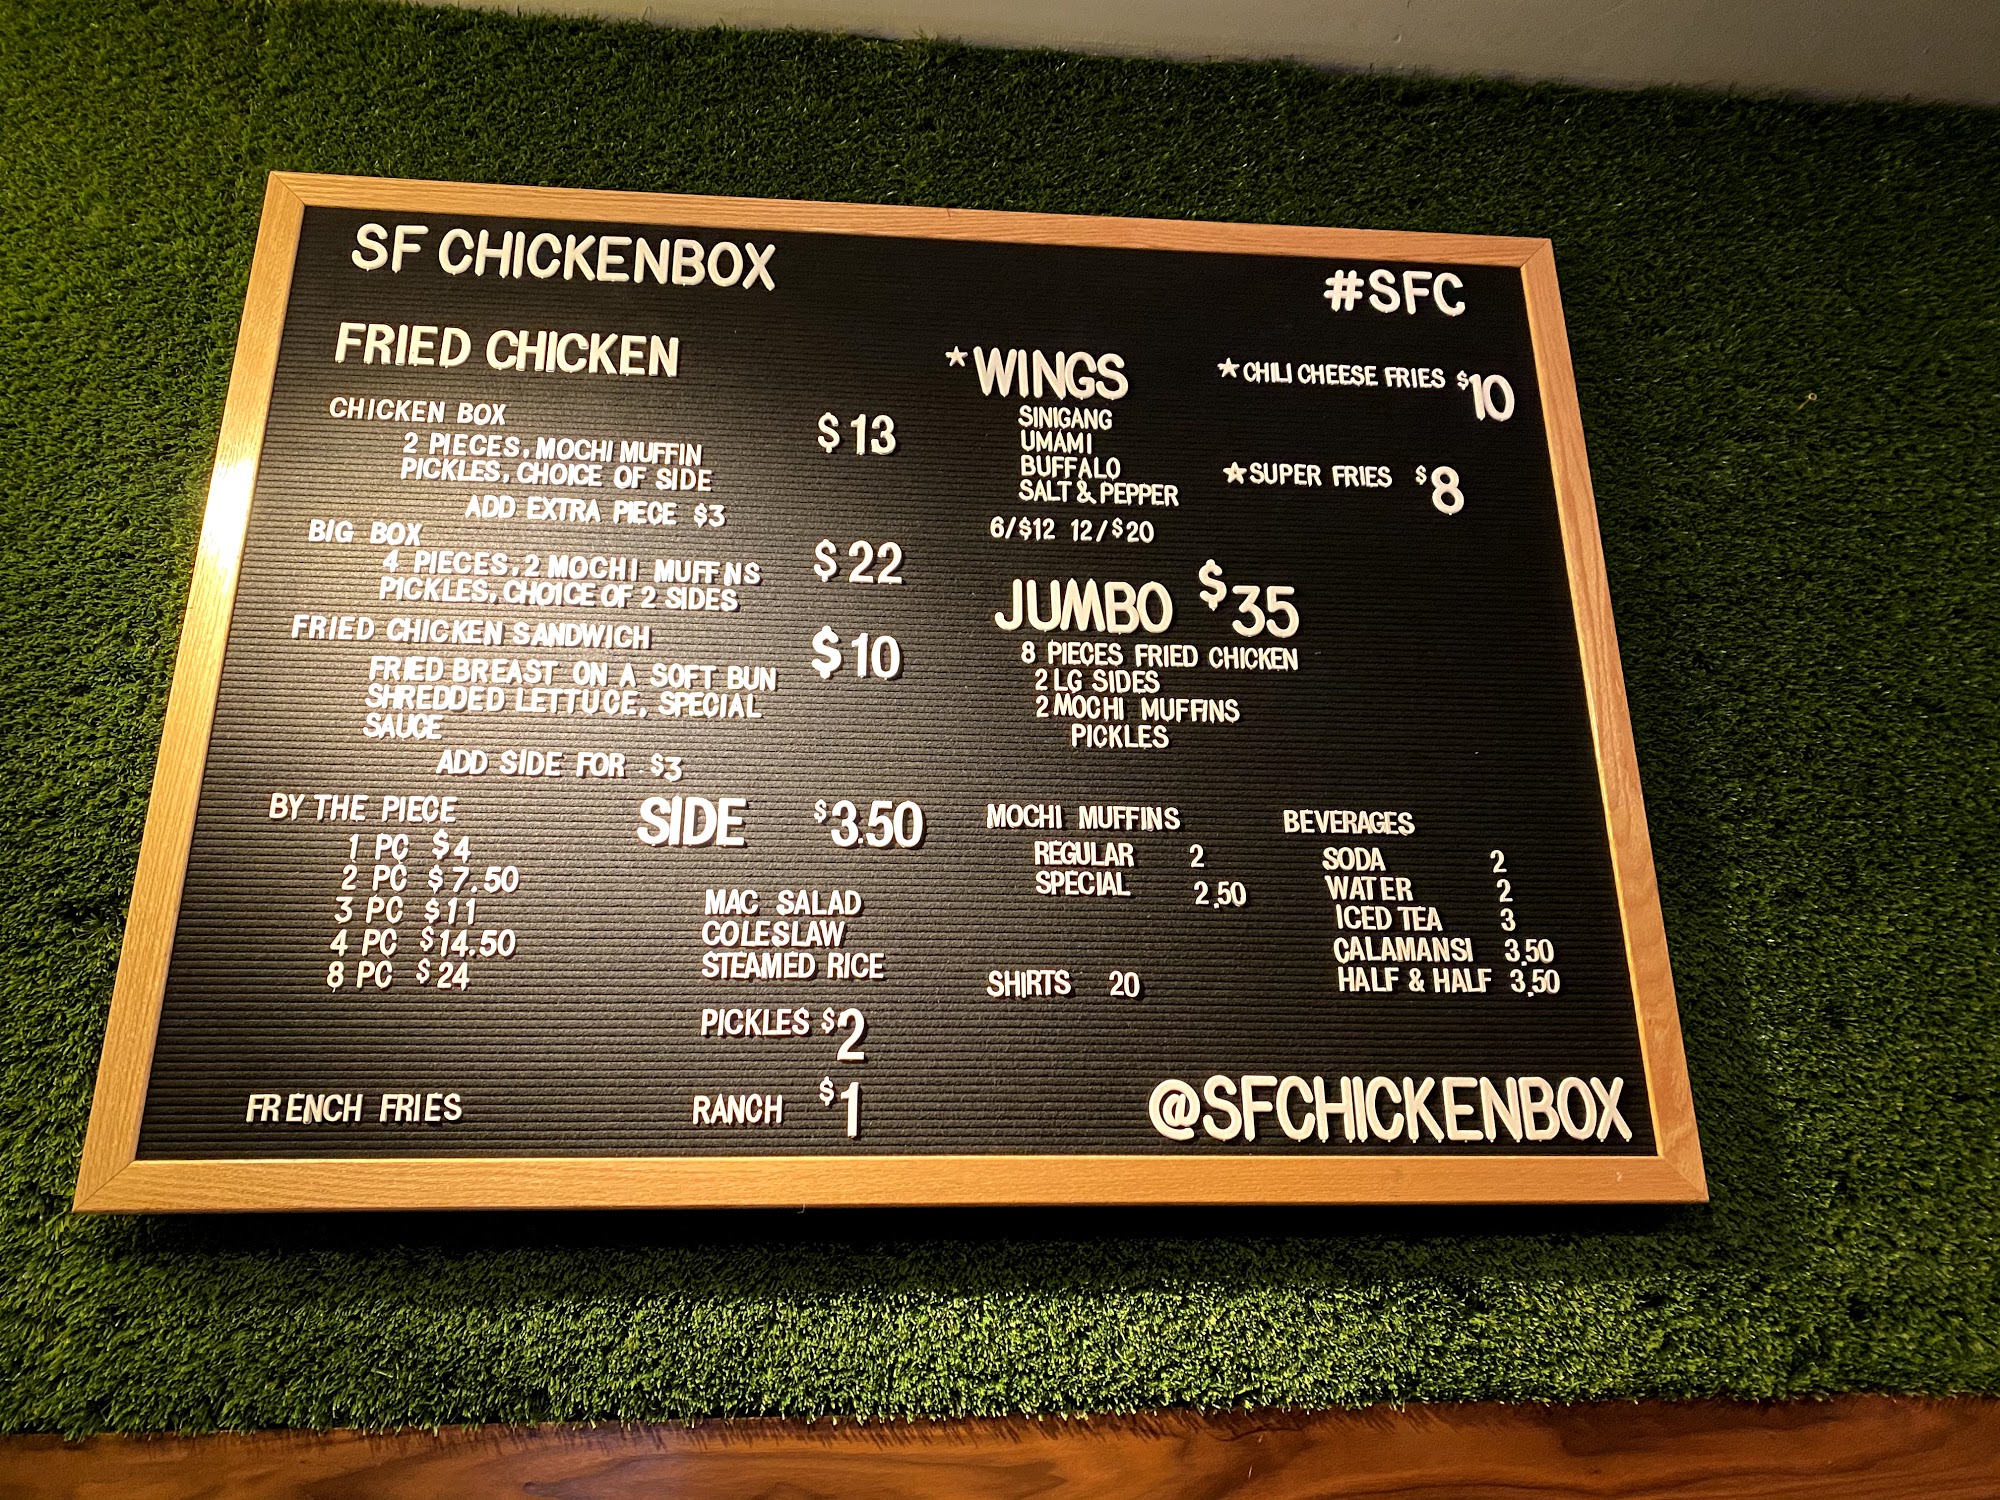 SF CHICKENBOX
#SFC
FRIED CHICKEN
CHICKEN BOX $13
2 PIECES, MOCHI MUFFIN
PICKLES, CHOICE OF SIDE
ADD EXTRA PIECE $3
BIG BOX $22
4 PIECES, 2 MOCHI MUFF NS
PICKLES, CHOICE OF 2 SIDES
FRIED CHICKEN SANDWICH $10
FRIED BREAST ON A SOFT BUN
SHREDDED LETTUCE, SPECIAL
SAUCE
ADD SIDE FOR $3
BY THE PIECE
1 PC $4
2 PC $7.50
3 PC $11
4 PC $14.50
8 PC $24
FRENCH FRIES
SIDE $3.50
MAC SALAD
COLESLAW
STEAMED RICE
PICKLES $2
RANCH $1
*WINGS
SINIGANG
UMAMI
BUFFALO
SALT & PEPPER
6/$12 12/$20
★CHILI CHEESE FRIES $10
★SUPER FRIES $8
JUMBO $35
8 PIECES FRIED CHICKEN
2 LG SIDES
2 MOCHI MUFFINS
PICKLES
MOCHI MUFFINS
REGULAR 2
SPECIAL 2.50
SHIRTS 20
BEVERAGES
SODA 2
WATER 2
ICED TEA 3
CALAMANSI 3.50
HALF & HALF 3.50
@SFCHICKENBOX